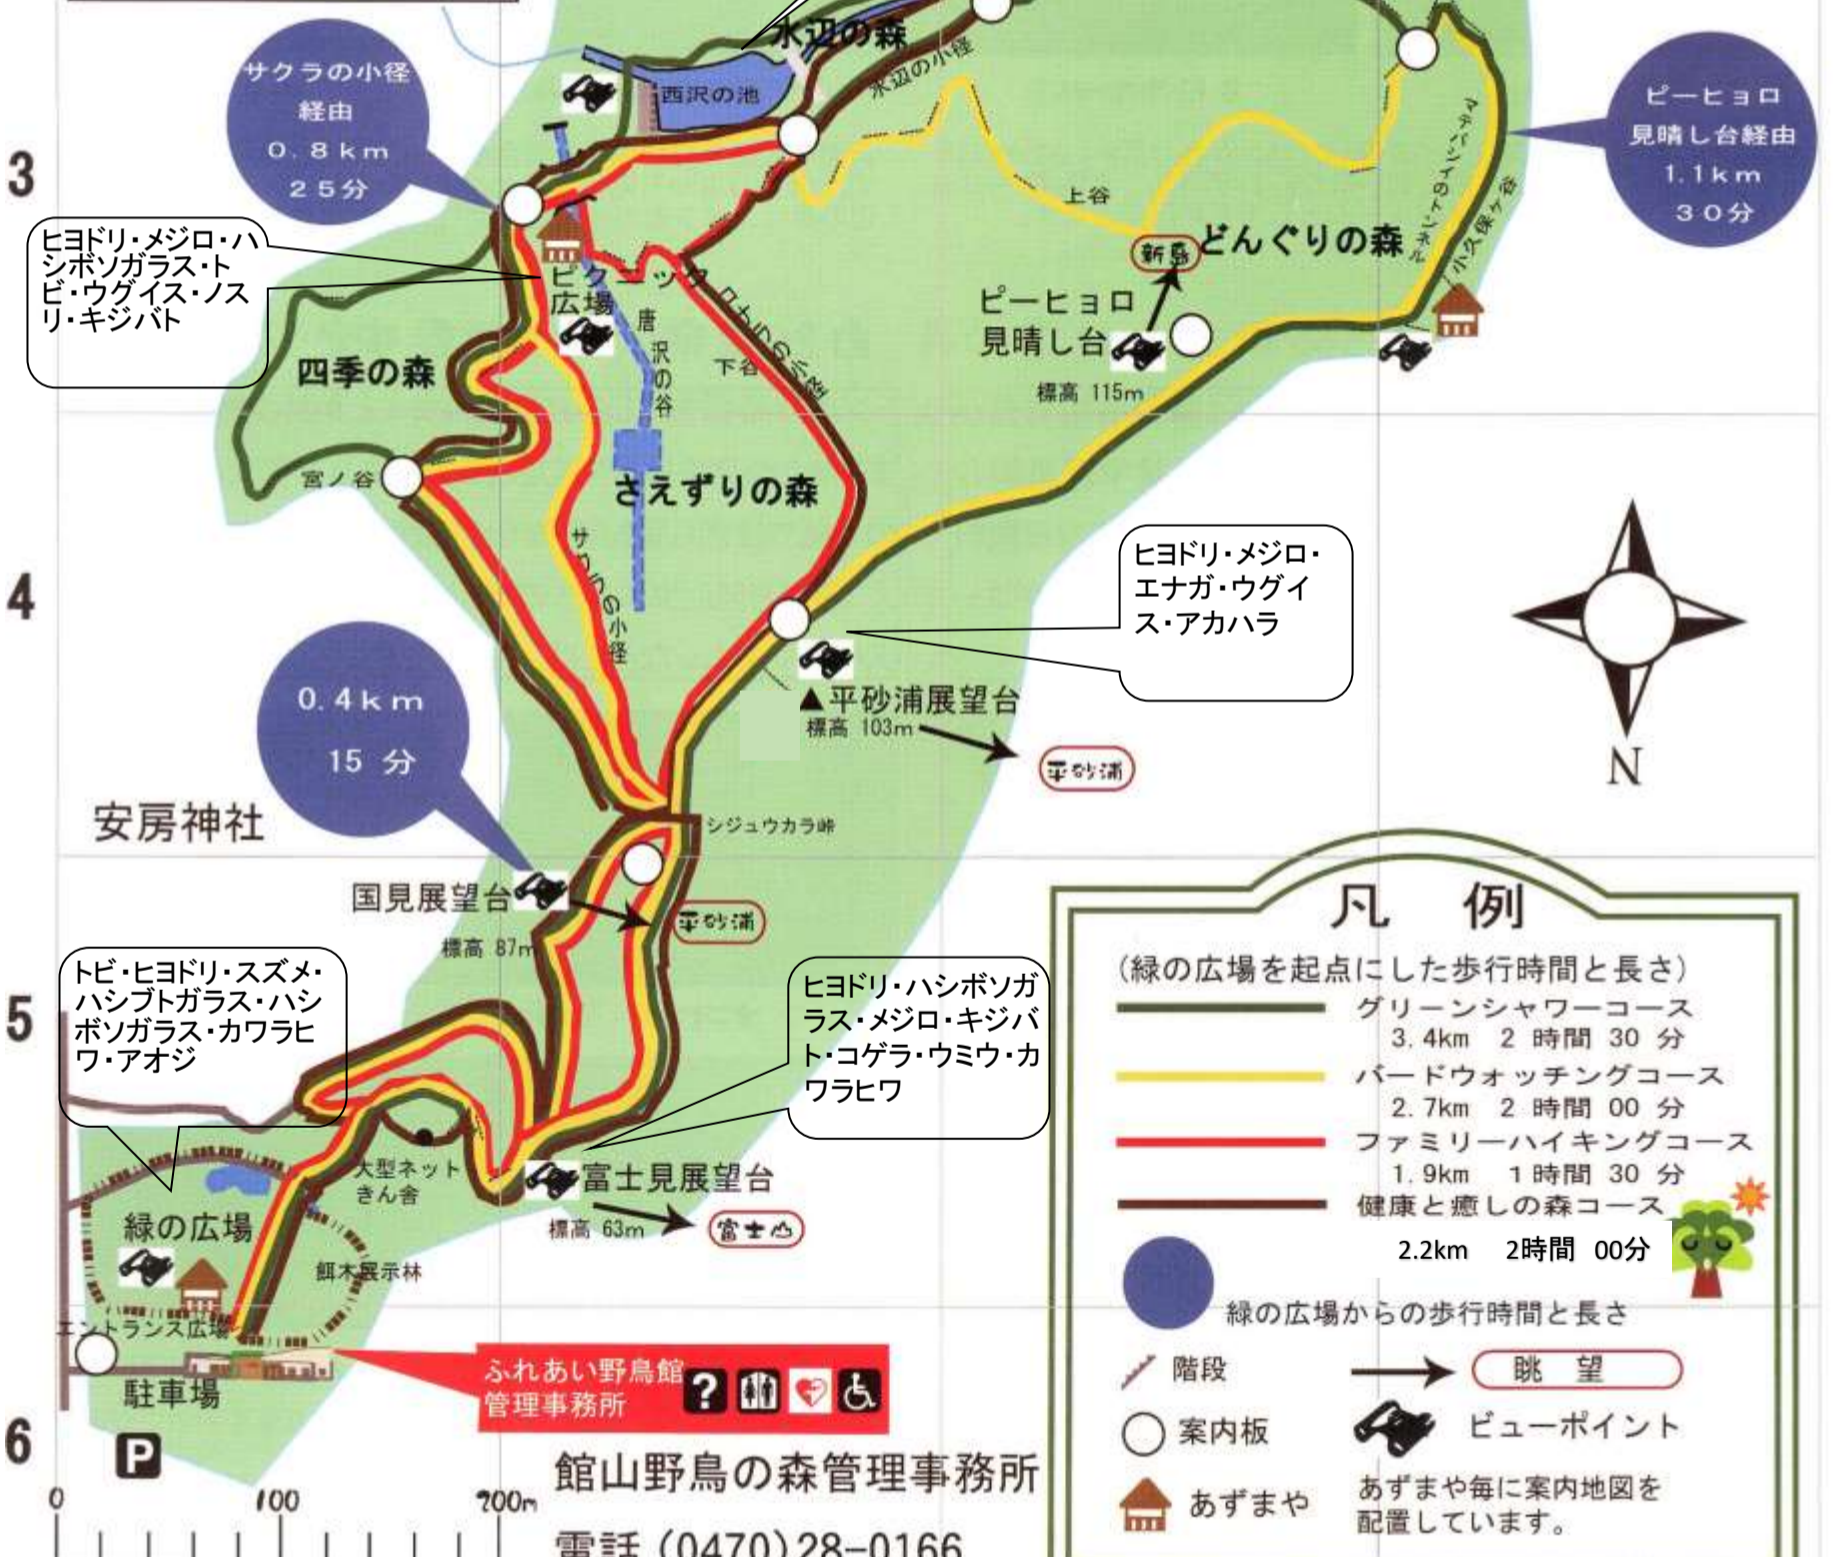 水辺の森
水辺の小径
西沢の池
サクラの小径
経由
0.8km
25分
ピーヒョロ
見晴し台経由
1.1km
30分
3
マテバシイのトンネル
小久保ヶ谷
上谷
どんぐりの森
新島
ヒヨドリ・メジロ・ハ
シボソガラス・ト
ビ・ウグイス・ノス
リ・キジバト
ピクニック
広場
唐沢の谷
下谷
ピーヒョロ
見晴し台
標高 115m
四季の森
宮ノ谷
さえずりの森
サクラの小径
4
ヒヨドリ・メジロ・
エナガ・ウグイ
ス・アカハラ
▲平砂浦展望台
標高 103m
平砂浦
N
0.4km
15 分
安房神社
シジュウカラ峠
国見展望台
標高 87m
平砂浦
5
トビ・ヒヨドリ・スズメ・
ハシブトガラス・ハシ
ボソガラス・カワラヒ
ワ・アオジ
ヒヨドリ・ハシボソガ
ラス・メジロ・キジバ
ト・コゲラ・ウミウ・カ
ワラヒワ
大型ネット
きん舎
富士見展望台
標高 63m
富士山
緑の広場
餌木展示林
エントランス広場
駐車場
P
6
ふれあい野鳥館
管理事務所
?
館山野鳥の森管理事務所
電話 (0470)28-0166
0 100 200m
凡 例
(緑の広場を起点にした歩行時間と長さ)
グリーンシャワーコース
3.4km 2 時間 30 分
バードウォッチングコース
2.7km 2 時間 00 分
ファミリーハイキングコース
1.9km 1 時間 30 分
健康と癒しの森コース
2.2km 2時間 00分
緑の広場からの歩行時間と長さ
階段
眺 望
案内板
ビューポイント
あずまや
あずまや毎に案内地図を
配置しています。